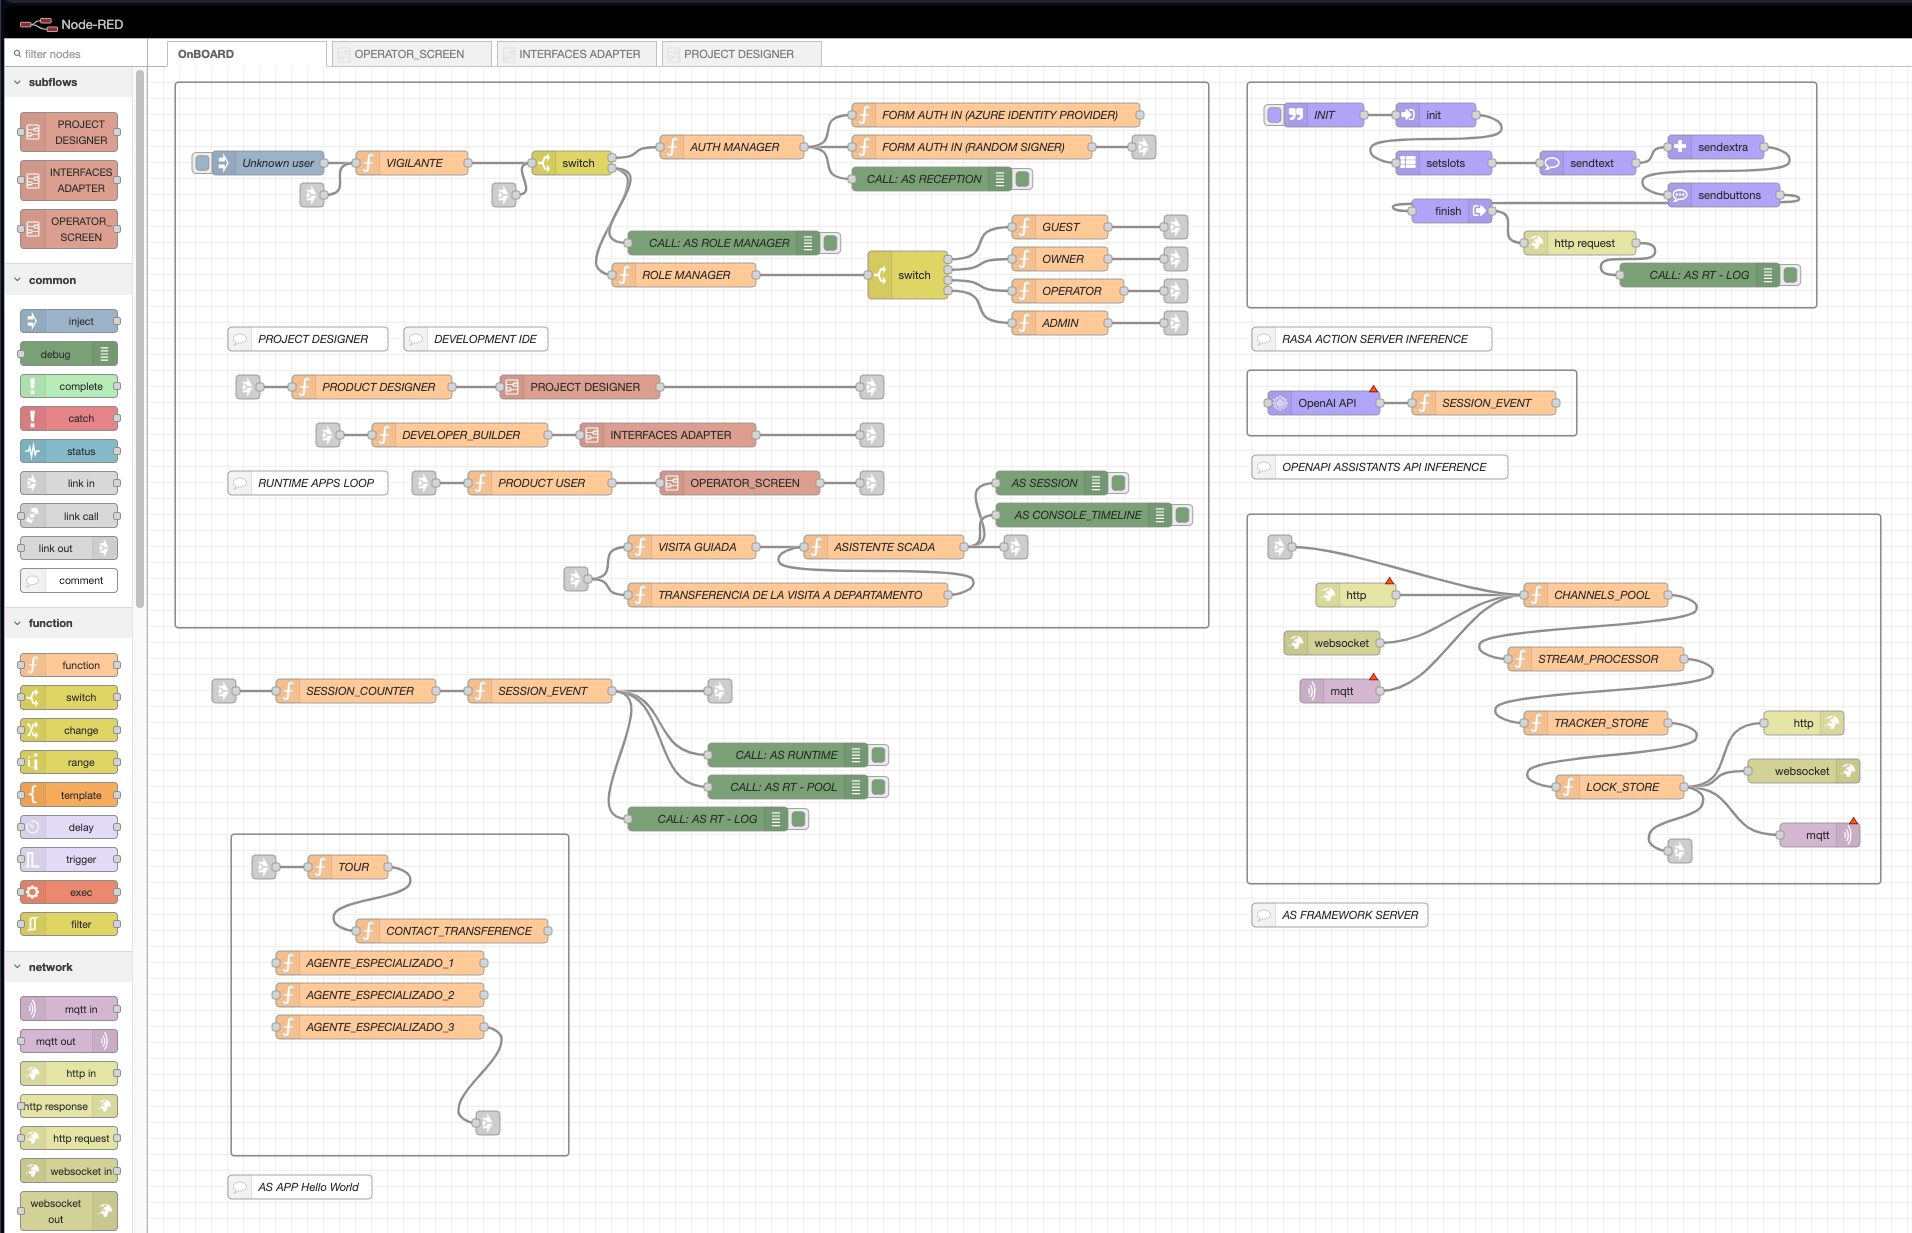 Node-RED
filter nodes
OnBOARD
OPERATOR_SCREEN
INTERFACES ADAPTER
PROJECT DESIGNER
subflows
PROJECT
DESIGNER
INTERFACES
ADAPTER
OPERATOR_
SCREEN
common
inject
debug
complete
catch
status
link in
link call
link out
comment
function
function
switch
change
range
template
delay
trigger
exec
filter
network
mqtt in
mqtt out
http in
http response
http request
websocket in
websocket
out
Unknown user
VIGILANTE
switch
AUTH MANAGER
FORM AUTH IN (AZURE IDENTITY PROVIDER)
FORM AUTH IN (RANDOM SIGNER)
CALL: AS RECEPTION
CALL: AS ROLE MANAGER
ROLE MANAGER
switch
GUEST
OWNER
OPERATOR
ADMIN
PROJECT DESIGNER
DEVELOPMENT IDE
PRODUCT DESIGNER
PROJECT DESIGNER
DEVELOPER_BUILDER
INTERFACES ADAPTER
RUNTIME APPS LOOP
PRODUCT USER
OPERATOR_SCREEN
AS SESSION
AS CONSOLE_TIMELINE
VISITA GUIADA
ASISTENTE SCADA
TRANSFERENCIA DE LA VISITA A DEPARTAMENTO
SESSION_COUNTER
SESSION_EVENT
CALL: AS RUNTIME
CALL: AS RT - POOL
CALL: AS RT - LOG
TOUR
CONTACT_TRANSFERENCE
AGENTE_ESPECIALIZADO_1
AGENTE_ESPECIALIZADO_2
AGENTE_ESPECIALIZADO_3
AS APP Hello World
INIT
init
setslots
sendtext
sendextra
sendbuttons
finish
http request
CALL: AS RT - LOG
RASA ACTION SERVER INFERENCE
OpenAI API
SESSION_EVENT
OPENAPI ASSISTANTS API INFERENCE
http
websocket
mqtt
CHANNELS_POOL
STREAM_PROCESSOR
TRACKER_STORE
LOCK_STORE
http
websocket
mqtt
AS FRAMEWORK SERVER